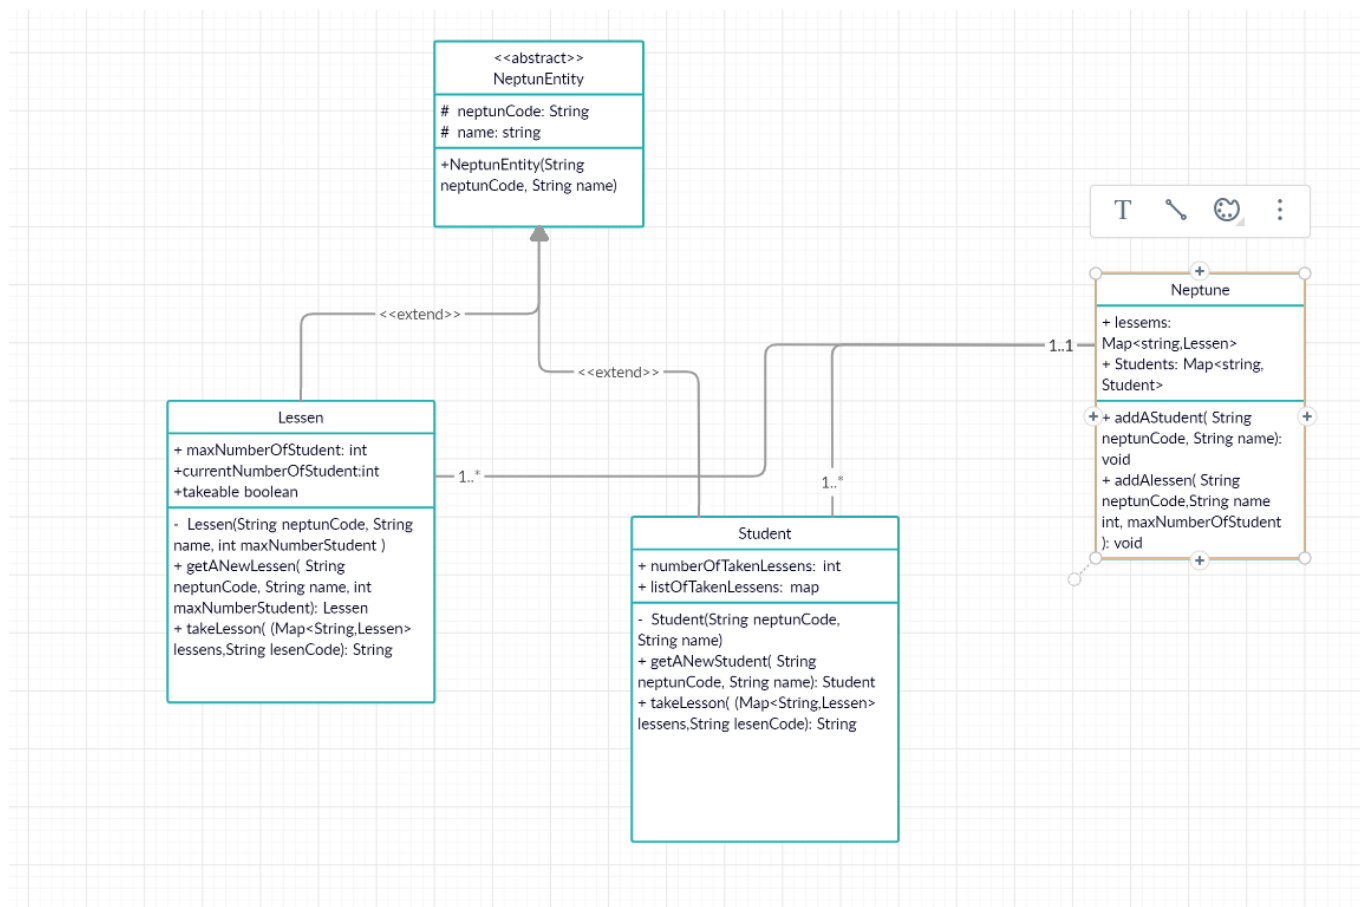 <<abstract>>
NeptunEntity
# neptunCode: String
# name: string
+NeptunEntity(String
neptunCode, String name)
T
<<extend>>
<<extend>>
Neptune
+ lessems:
Map<string,Lessen>
+ Students: Map<string,
Student>
+ addAStudent( String
neptunCode, String name):
void
+ addAlessen( String
neptunCode,String name
int, maxNumberOfStudent
): void
1..1
1..*
1..*
Lessen
+ maxNumberOfStudent: int
+currentNumberOfStudent:int
+takeable boolean
- Lessen(String neptunCode, String
name, int maxNumberStudent )
+ getANewLessen( String
neptunCode, String name, int
maxNumberStudent): Lessen
+ takeLesson( (Map<String,Lessen>
lessens,String lesenCode): String
Student
+ numberOfTakenLessens: int
+ listOfTakenLessens: map
- Student(String neptunCode,
String name)
+ getANewStudent( String
neptunCode, String name): Student
+ takeLesson( (Map<String,Lessen>
lessens,String lesenCode): String